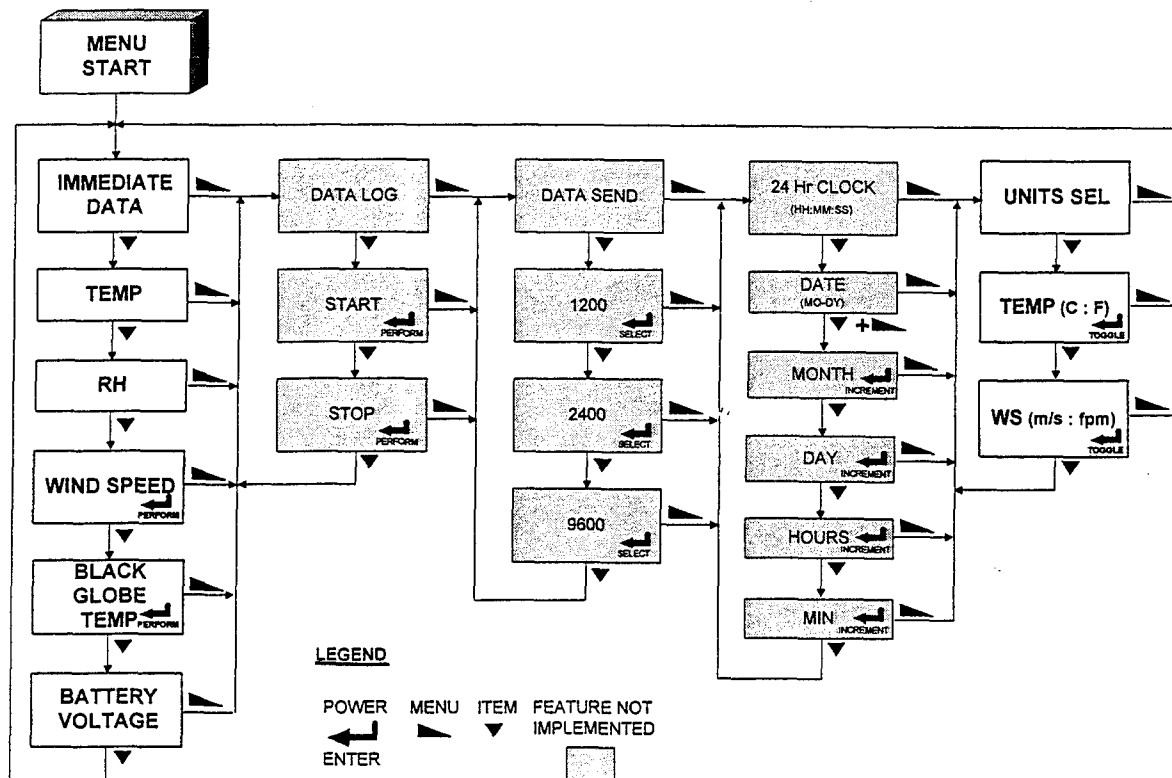 MENU
START
IMMEDIATE
DATA
TEMP
RH
WIND SPEED
PERFORM
BLACK
GLOBE
TEMP
PERFORM
BATTERY
VOLTAGE
DATA LOG
START
PERFORM
STOP
PERFORM
DATA SEND
1200
SELECT
2400
SELECT
9600
SELECT
24 Hr CLOCK
(HH:MM:SS)
DATE
(MO-DY)
+
MONTH
INCREMENT
DAY
INCREMENT
HOURS
INCREMENT
MIN
INCREMENT
UNITS SEL
TEMP (C : F)
TOGGLE
WS (m/s : fpm)
TOGGLE
LEGEND
POWER
ENTER
MENU
ITEM
FEATURE NOT
IMPLEMENTED